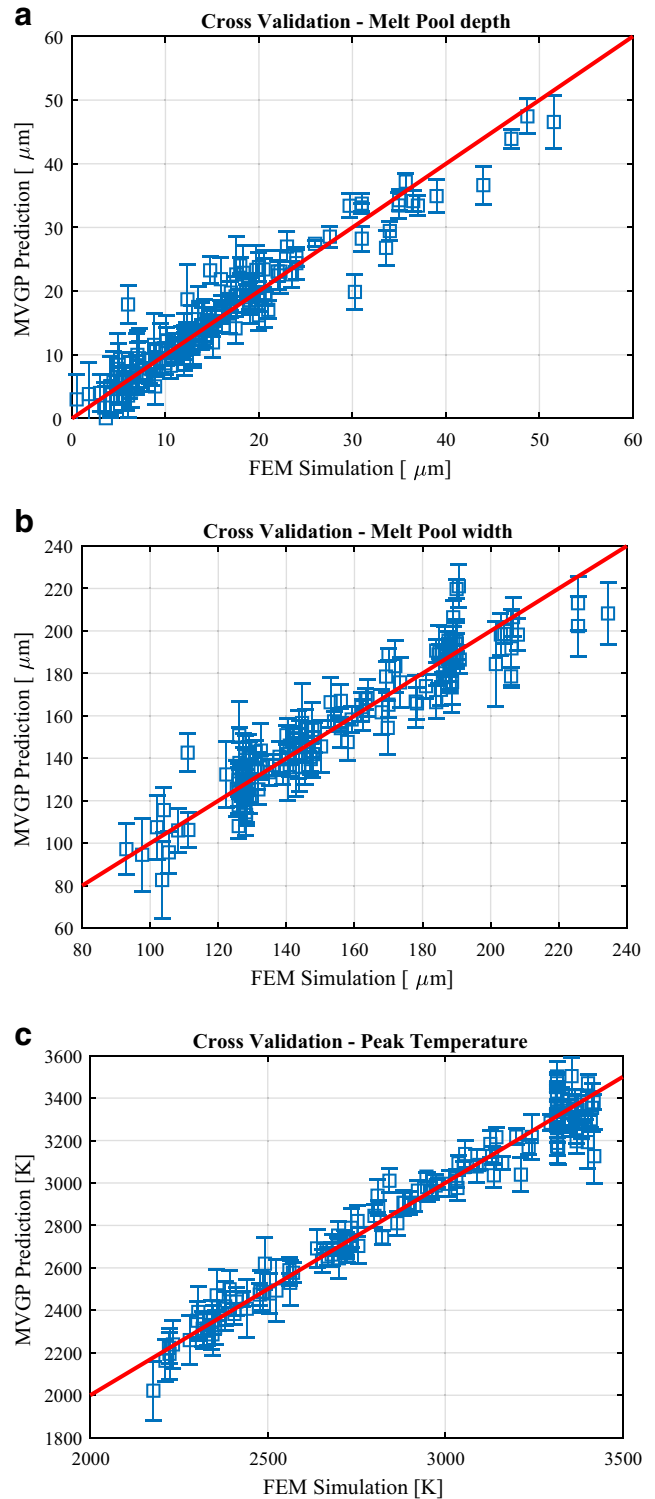 a
Cross Validation - Melt Pool depth
60
50
40
30
20
10
0
MVGP Prediction [ μm]
0 10 20 30 40 50 60
FEM Simulation [ μm]
b
Cross Validation - Melt Pool width
240
220
200
180
160
140
120
100
80
60
MVGP Prediction [ μm]
80 100 120 140 160 180 200 220 240
FEM Simulation [ μm]
c
Cross Validation - Peak Temperature
3600
3400
3200
3000
2800
2600
2400
2200
2000
1800
MVGP Prediction [K]
2000 2500 3000 3500
FEM Simulation [K]